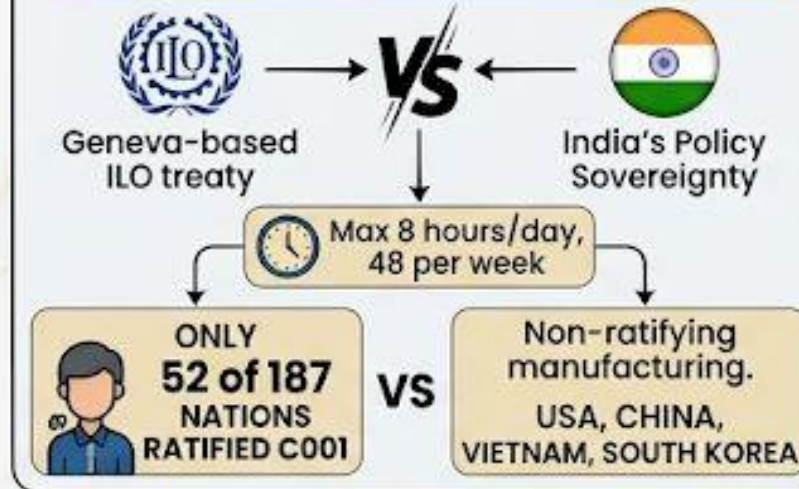 ILO
VS
Geneva-based
ILO treaty
India's Policy
Sovereignty
Max 8 hours/day,
48 per week
ONLY
52 of 187
NATIONS
RATIFIED C001
VS
Non-ratifying
manufacturing.
USA, CHINA,
VIETNAM, SOUTH KOREA